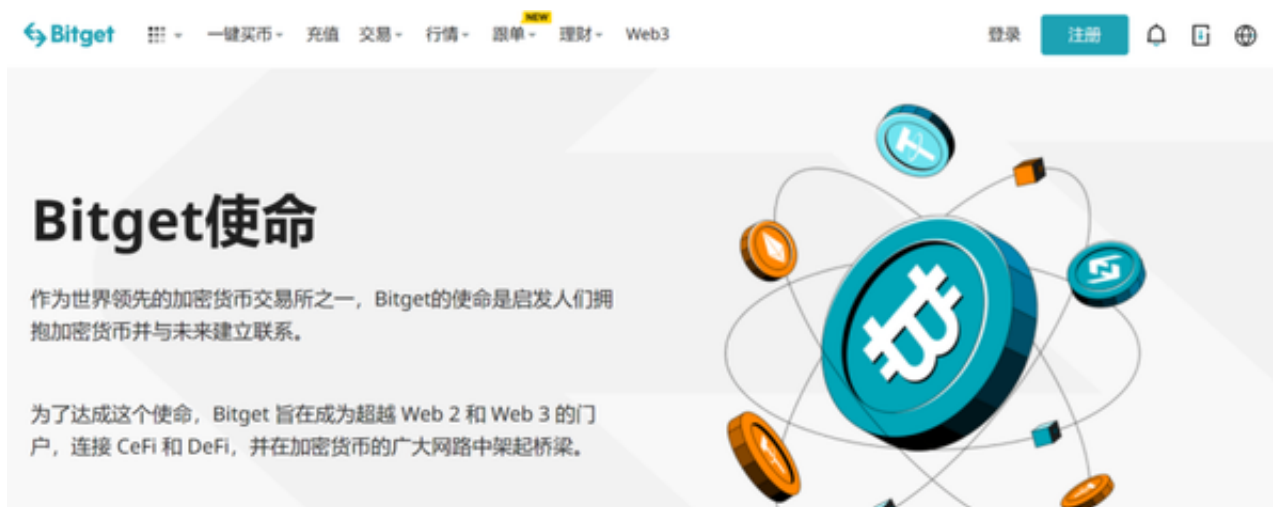 Bitget 一键买币 充值 交易 行情 跟单 NEW 理财 Web3 登录 注册
Bitget使命
作为世界领先的加密货币交易所之一，Bitget的使命是启发人们拥
抱加密货币并与未来建立联系。
为了达成这个使命，Bitget 旨在成为超越 Web 2 和 Web 3 的门
户，连接 CeFi 和 DeFi，并在加密货币的广大网路中架起桥梁。